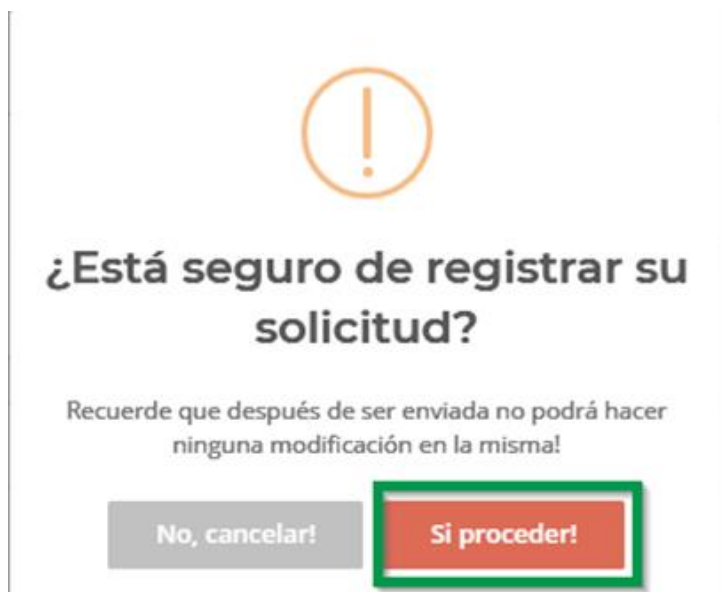 ¿Está seguro de registrar su
solicitud?
Recuerde que después de ser enviada no podrá hacer
ninguna modificación en la misma!
No, cancelar!
Si proceder!